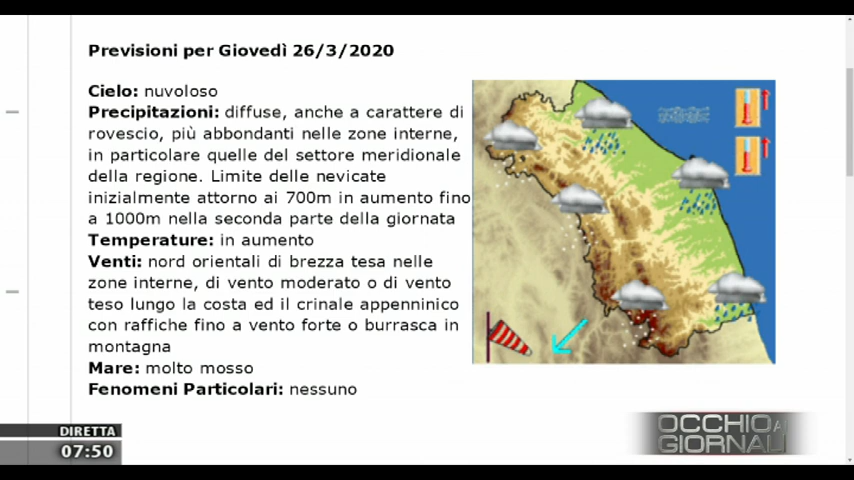 Previsioni per Giovedì 26/3/2020
Cielo: nuvoloso
Precipitazioni: diffuse, anche a carattere di
rovescio, più abbondanti nelle zone interne,
in particolare quelle del settore meridionale
della regione. Limite delle nevicate
inizialmente attorno ai 700m in aumento fino
a 1000m nella seconda parte della giornata
Temperature: in aumento
Venti: nord orientali di brezza tesa nelle
zone interne, di vento moderato o di vento
teso lungo la costa ed il crinale appenninico
con raffiche fino a vento forte o burrasca in
montagna
Mare: molto mosso
Fenomeni Particolari: nessuno
DIRETTA
07:50
OCCHIO AI
GIORNALI